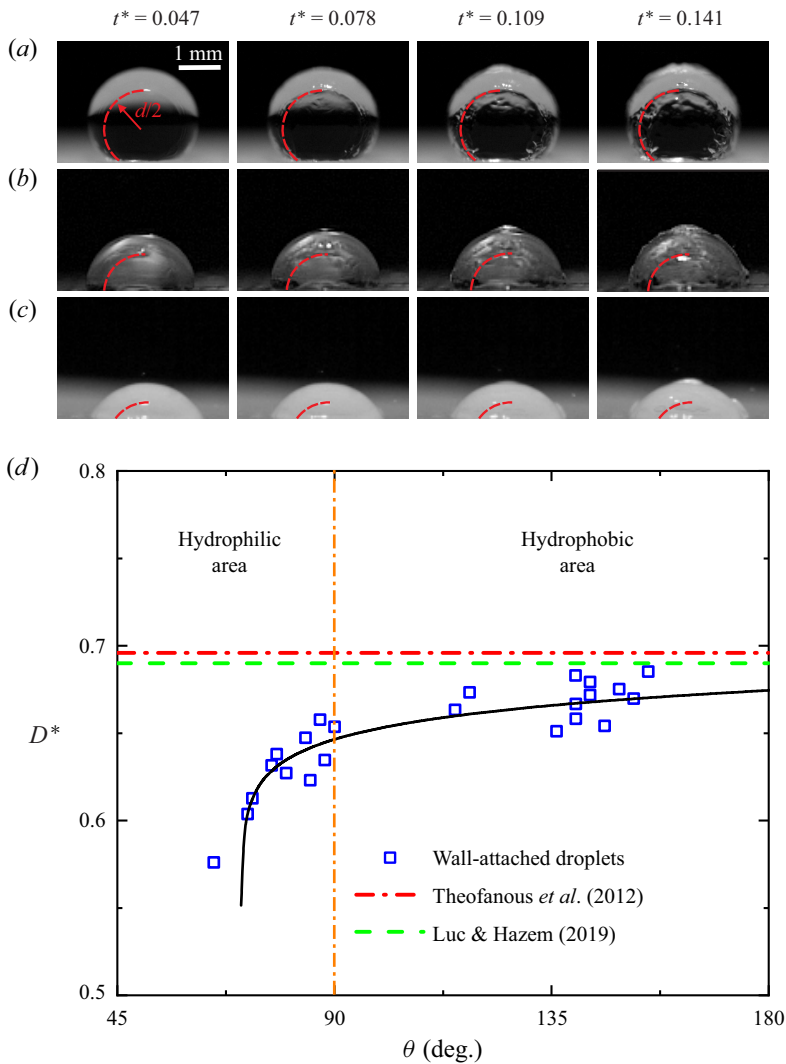 t* = 0.047 t* = 0.078 t* = 0.109 t* = 0.141
(a)
1 mm
d/2
(b)
(c)
(d)
0.8
Hydrophilic area
Hydrophobic area
0.7
D*
0.6
Wall-attached droplets
Theofanous et al. (2012)
Luc & Hazem (2019)
0.5
45 90 135 180
θ (deg.)